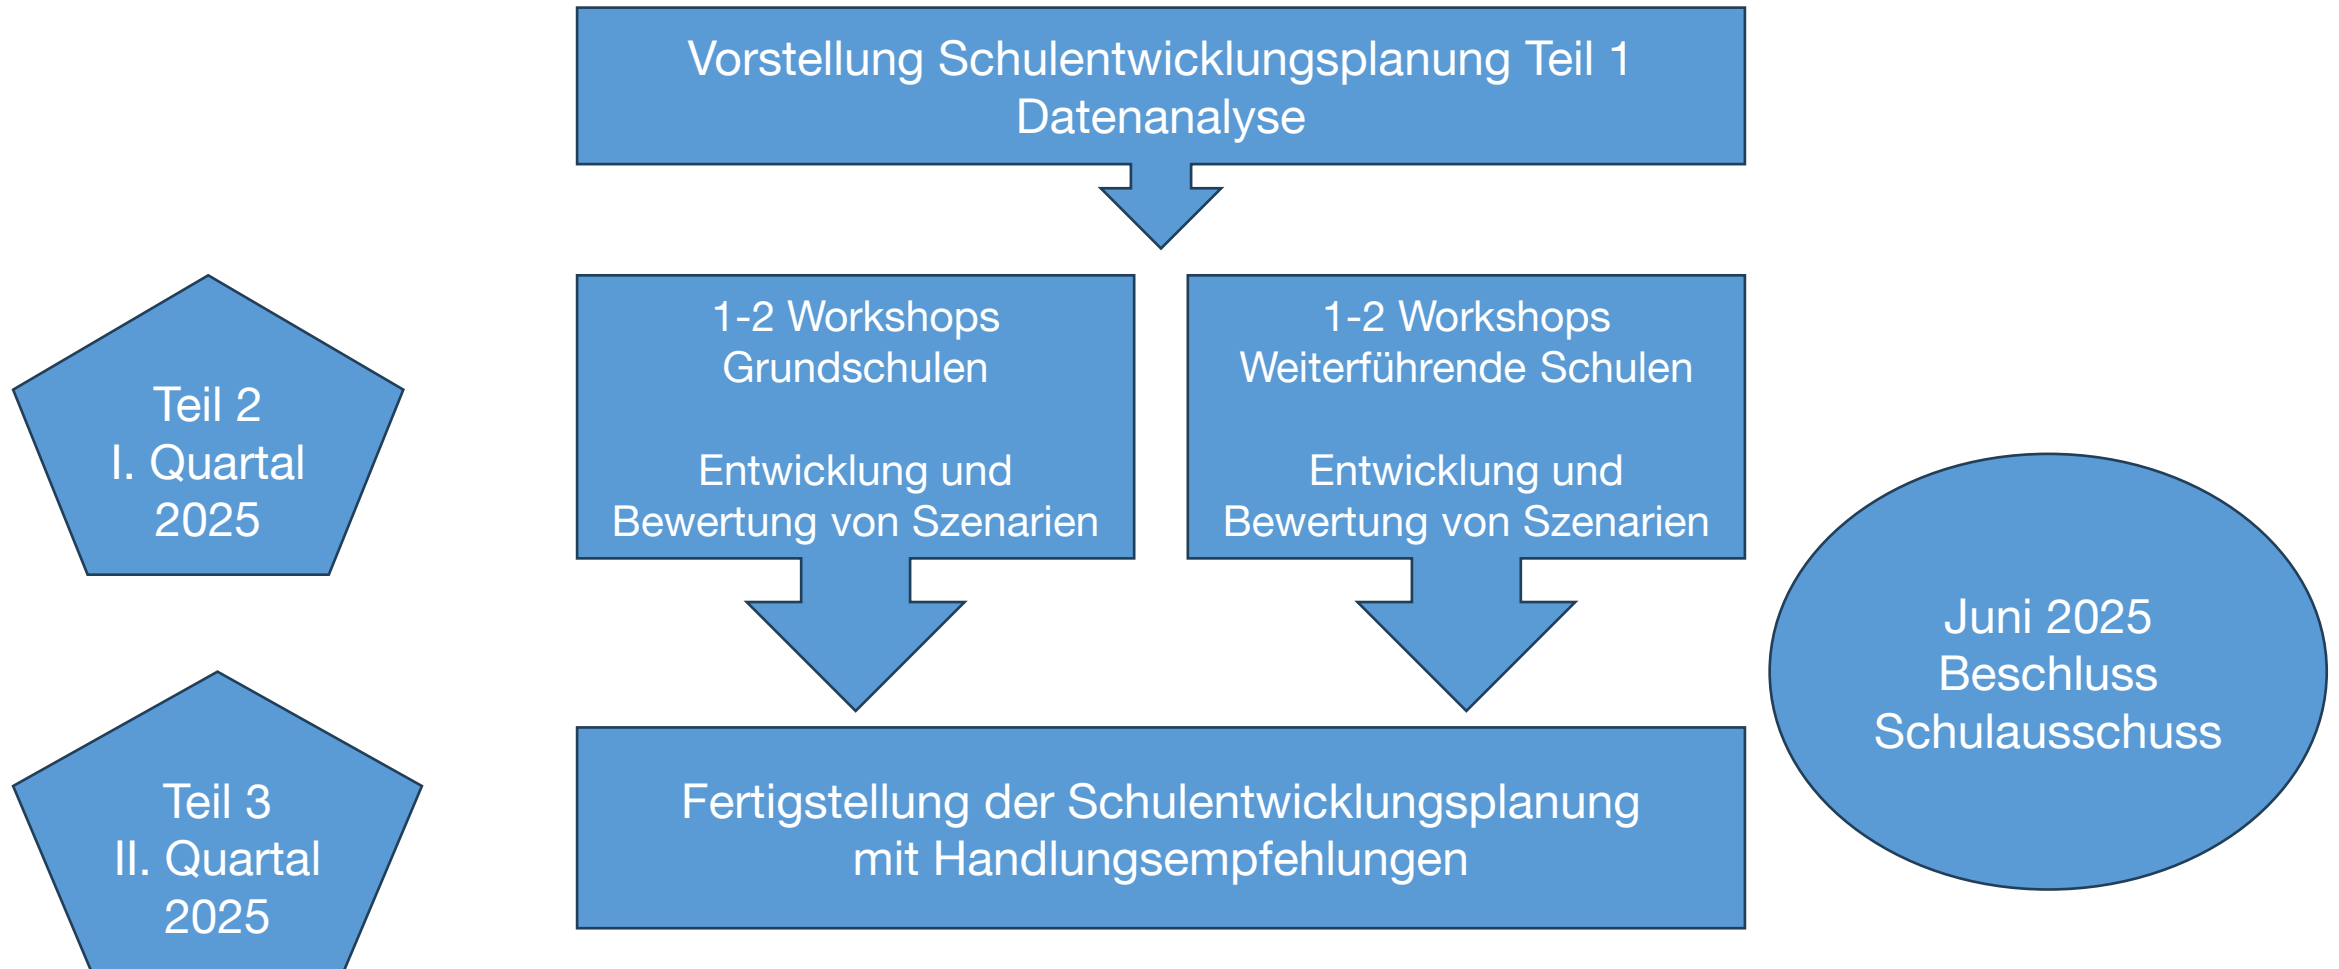 Vorstellung Schulentwicklungsplanung Teil 1
Datenanalyse
Teil 2
I. Quartal
2025
1-2 Workshops
Grundschulen
Entwicklung und
Bewertung von Szenarien
1-2 Workshops
Weiterführende Schulen
Entwicklung und
Bewertung von Szenarien
Juni 2025
Beschluss
Schulausschuss
Teil 3
II. Quartal
2025
Fertigstellung der Schulentwicklungsplanung
mit Handlungsempfehlungen